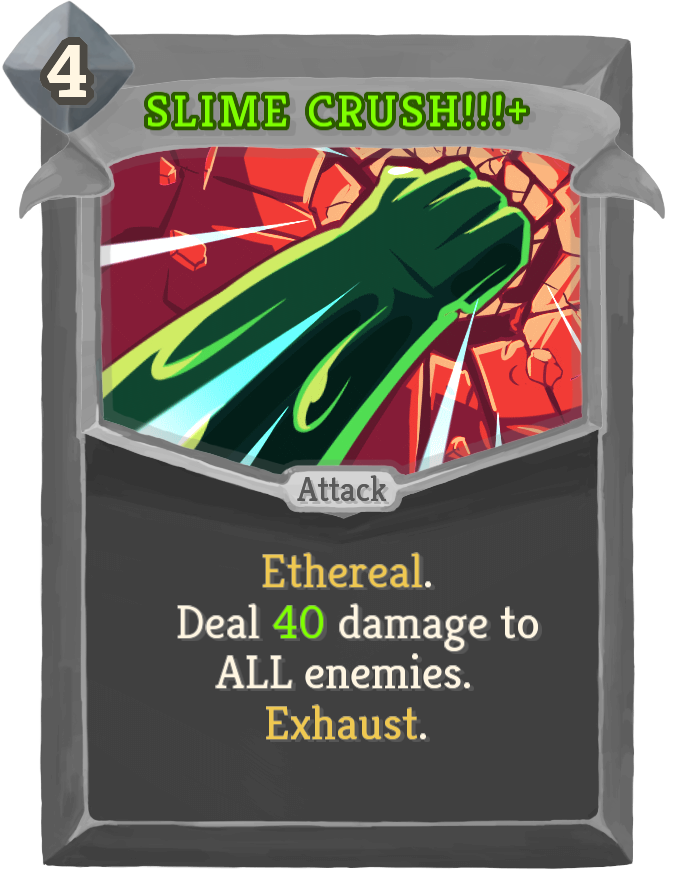 4
SLIME CRUSH!!!+
Attack
Ethereal.
Deal 40 damage to
ALL enemies.
Exhaust.